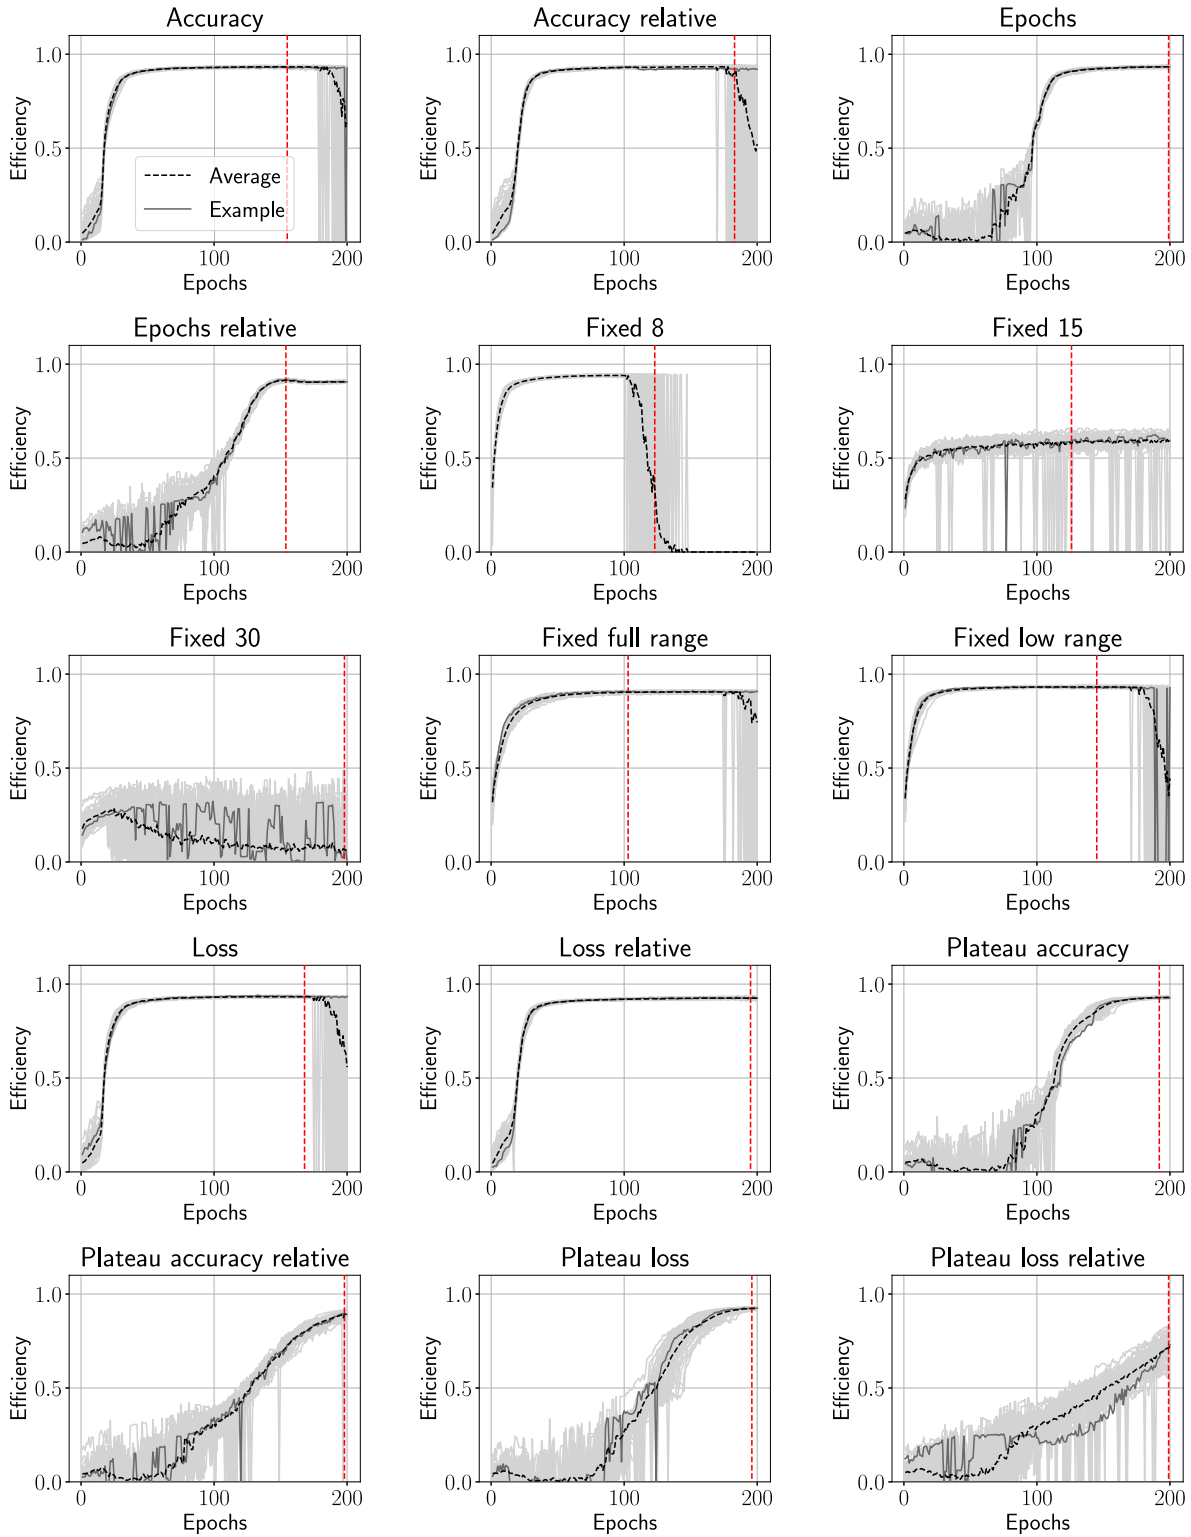 Accuracy
Accuracy relative
Epochs
1.0
0.5
0.0
Efficiency
Average
Example
0
100
200
Epochs
1.0
0.5
0.0
Efficiency
0
100
200
Epochs
1.0
0.5
0.0
Efficiency
0
100
200
Epochs
Epochs relative
Fixed 8
Fixed 15
1.0
0.5
0.0
Efficiency
0
100
200
Epochs
1.0
0.5
0.0
Efficiency
0
100
200
Epochs
1.0
0.5
0.0
Efficiency
0
100
200
Epochs
Fixed 30
Fixed full range
Fixed low range
1.0
0.5
0.0
Efficiency
0
100
200
Epochs
1.0
0.5
0.0
Efficiency
0
100
200
Epochs
1.0
0.5
0.0
Efficiency
0
100
200
Epochs
Loss
Loss relative
Plateau accuracy
1.0
0.5
0.0
Efficiency
0
100
200
Epochs
1.0
0.5
0.0
Efficiency
0
100
200
Epochs
1.0
0.5
0.0
Efficiency
0
100
200
Epochs
Plateau accuracy relative
Plateau loss
Plateau loss relative
1.0
0.5
0.0
Efficiency
0
100
200
Epochs
1.0
0.5
0.0
Efficiency
0
100
200
Epochs
1.0
0.5
0.0
Efficiency
0
100
200
Epochs